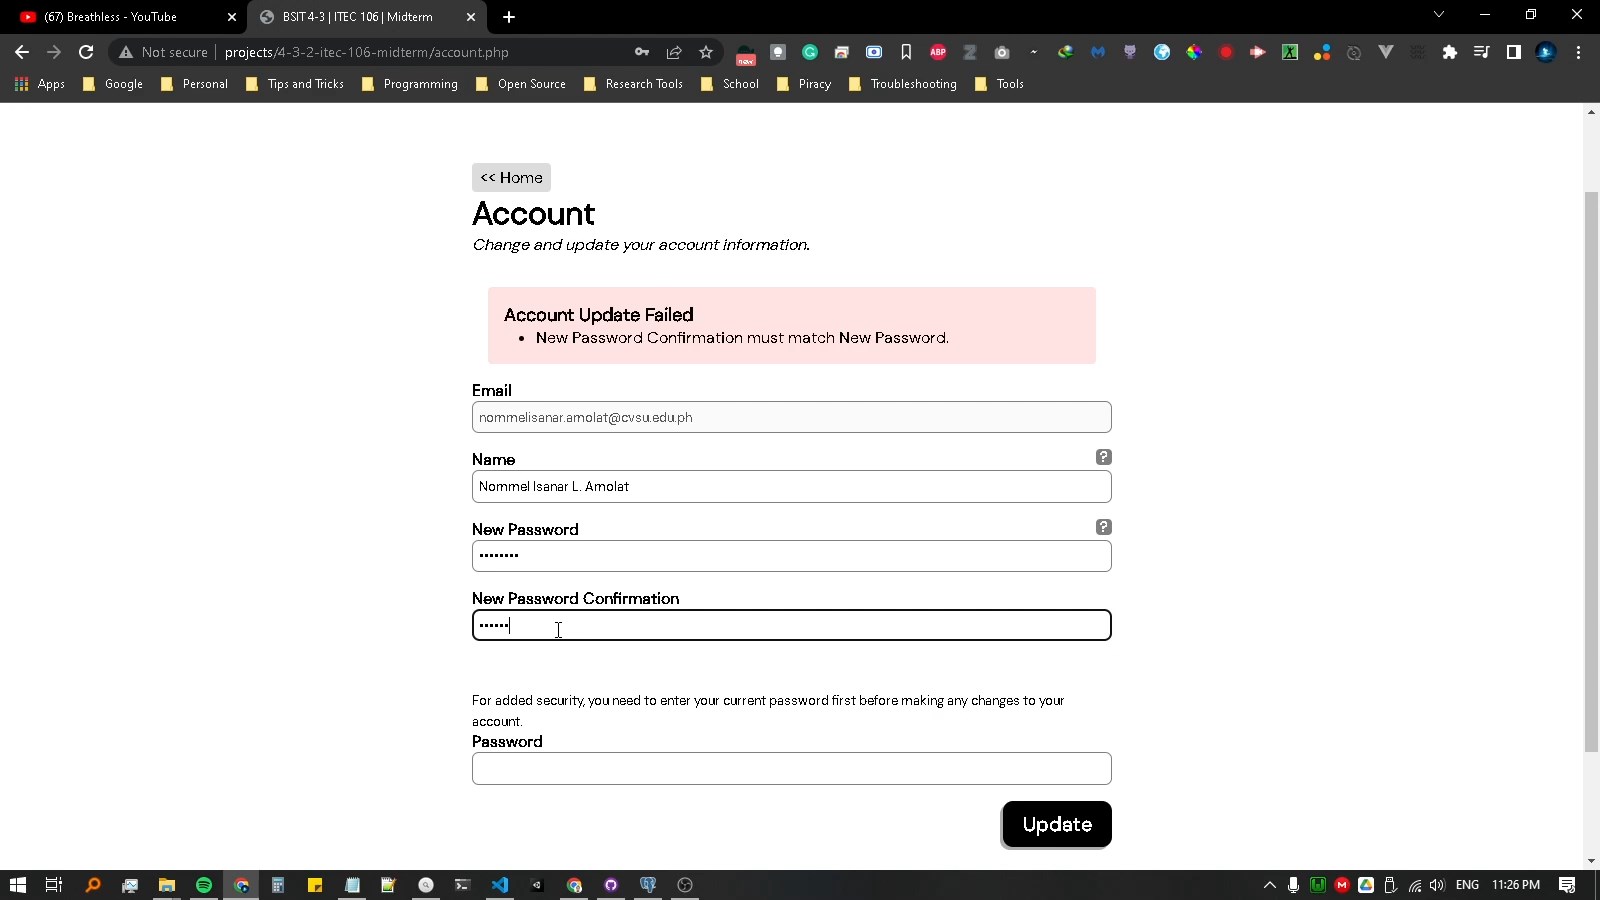 (67) Breathless - YouTube
BSIT 4-3 | ITEC 106 | Midterm
Not secure
projects/4-3-2-itec-106-midterm/account.php
new
ABP
Apps
Google
Personal
Tips and Tricks
Programming
Open Source
Research Tools
School
Piracy
Troubleshooting
Tools
<< Home
Account
Change and update your account information.
Account Update Failed
• New Password Confirmation must match New Password.
Email
nommelisanar.amolat@cvsu.edu.ph
Name
?
Nommel Isanar L. Amolat
New Password
?
••••••••
New Password Confirmation
••••••
For added security, you need to enter your current password first before making any changes to your
account.
Password
Update
ENG
11:26 PM